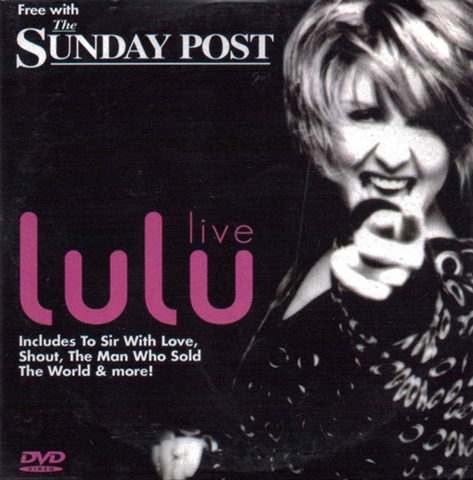 Free with
The
SUNDAY POST
live
lulu
Includes To Sir With Love,
Shout, The Man Who Sold
The World & more!
DVD
VIDEO